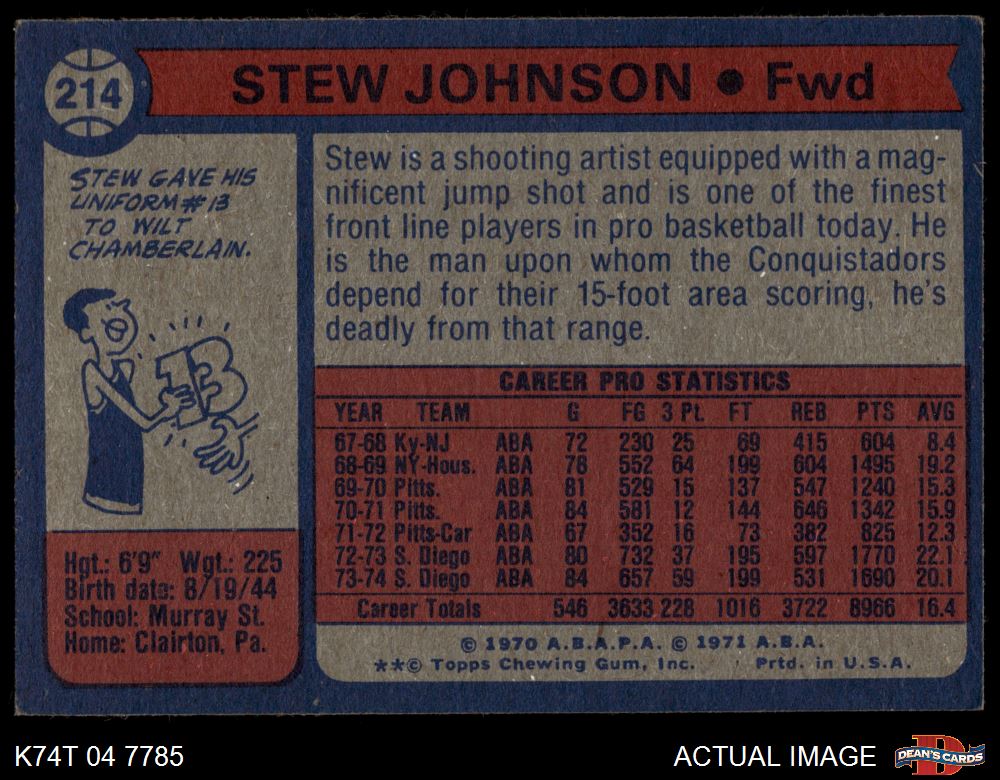 214
STEW JOHNSON • Fwd
STEW GAVE HIS
UNIFORM #13
TO WILT
CHAMBERLAIN.
13
Hgt.: 6'9" Wgt.: 225
Birth date: 8/19/44
School: Murray St.
Home: Clairton, Pa.
Stew is a shooting artist equipped with a mag-
nificent jump shot and is one of the finest
front line players in pro basketball today. He
is the man upon whom the Conquistadors
depend for their 15-foot area scoring, he's
deadly from that range.
CAREER PRO STATISTICS
YEAR TEAM G FG 3 Pt. FT REB PTS AVG
67-68 Ky-NJ ABA 72 230 25 69 415 604 8.4
68-69 NY-Hous. ABA 78 552 64 199 604 1495 19.2
69-70 Pitts. ABA 81 529 15 137 547 1240 15.3
70-71 Pitts. ABA 84 581 12 144 646 1342 15.9
71-72 Pitts-Car ABA 67 352 16 73 382 825 12.3
72-73 S. Diego ABA 80 732 37 195 597 1770 22.1
73-74 S. Diego ABA 84 657 59 199 531 1690 20.1
Career Totals 546 3633 228 1016 3722 8966 16.4
© 1970 A.B.A.P.A. © 1971 A.B.A.
**© Topps Chewing Gum, Inc. Prtd. in U.S.A.
K74T 04 7785
ACTUAL IMAGE
D
DEAN'S CARDS